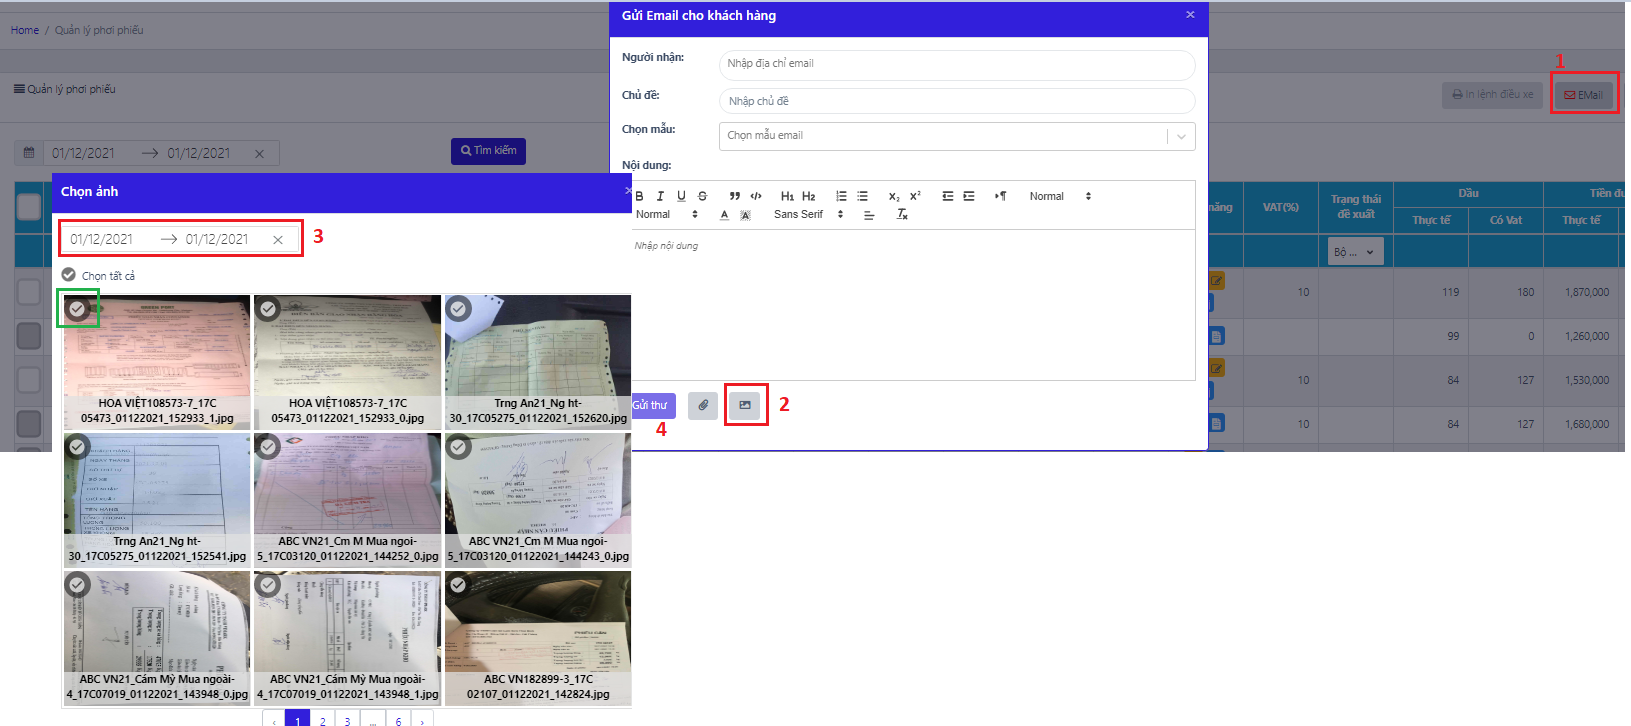 Home / Quản lý phơi phiếu
Quản lý phơi phiếu
01/12/2021 → 01/12/2021
Tìm kiếm
Gửi Email cho khách hàng
Người nhận:
Nhập địa chỉ email
Chủ đề:
Nhập chủ đề
Chọn mẫu:
Chọn mẫu email
Nội dung:
B I U S H1 H2 X2 X2 Normal
Normal A A Sans Serif Tx
Nhập nội dung
Gửi thư
2
4
1
In lệnh điều xe
EMail
năng
VAT(%)
Trạng thái
đề xuất
Dầu
Thực tế
Có Vat
Tiền đư
Thực tế
Bộ ...
10 119 180 1,870,000
99 0 1,260,000
10 84 127 1,530,000
10 84 127 1,680,000
Chọn ảnh
01/12/2021 → 01/12/2021
3
Chọn tất cả
GREEN PORT
HOA VIỆT108573-7_17C
05473_01122021_152933_1.jpg
HOA VIỆT108573-7_17C
05473_01122021_152933_0.jpg
Trng An21_Ng ht-
30_17C05275_01122021_152620.jpg
Trng An21_Ng ht-
30_17C05275_01122021_152541.jpg
ABC VN21_Cm M Mua ngoi-
5_17C03120_01122021_144252_0.jpg
ABC VN21_Cm M Mua ngoi-
5_17C03120_01122021_144243_0.jpg
ABC VN21_Cám Mỳ Mua ngoài-
4_17C07019_01122021_143948_0.jpg
ABC VN21_Cám Mỳ Mua ngoài-
4_17C07019_01122021_143948_1.jpg
ABC VN182899-3_17C
02107_01122021_142824.jpg
‹ 1 2 3 ... 6 ›